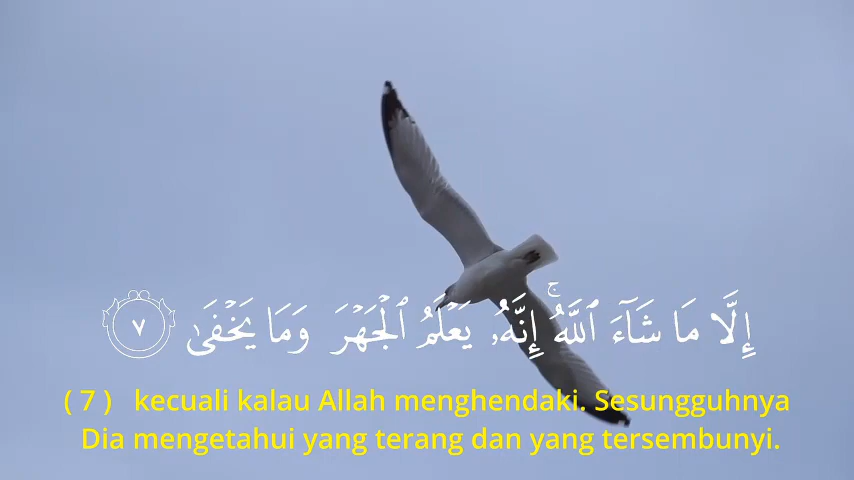 إِلَّا مَا شَآءَ ٱللَّهُۚ إِنَّهُۥ يَعۡلَمُ ٱلۡجَهۡرَ وَمَا يَخۡفَىٰ ٧
( 7 ) kecuali kalau Allah menghendaki. Sesungguhnya
Dia mengetahui yang terang dan yang tersembunyi.